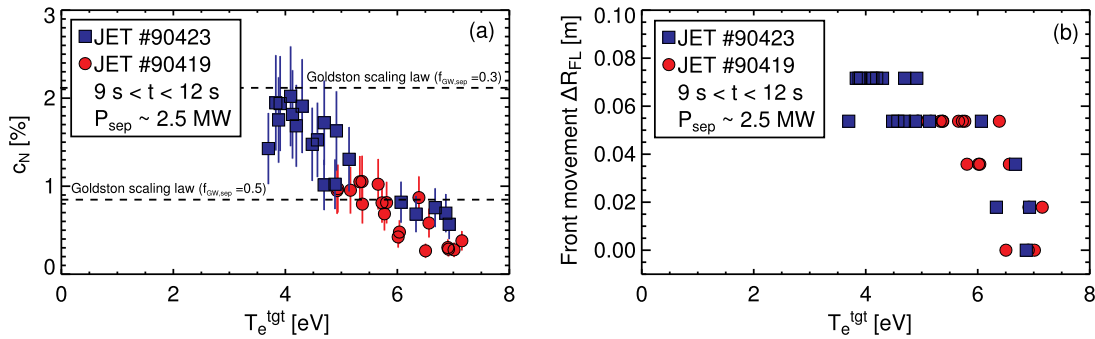 (a)
JET #90423
JET #90419
9 s < t < 12 s
P_sep ~ 2.5 MW
Goldston scaling law (f_GW,sep =0.3)
Goldston scaling law (f_GW,sep =0.5)
c_N [%]
3
2
1
0
0 2 4 6 8
T_e^tgt [eV]
(b)
JET #90423
JET #90419
9 s < t < 12 s
P_sep ~ 2.5 MW
Front movement ΔR_FL [m]
0.10
0.08
0.06
0.04
0.02
0.00
0 2 4 6 8
T_e^tgt [eV]